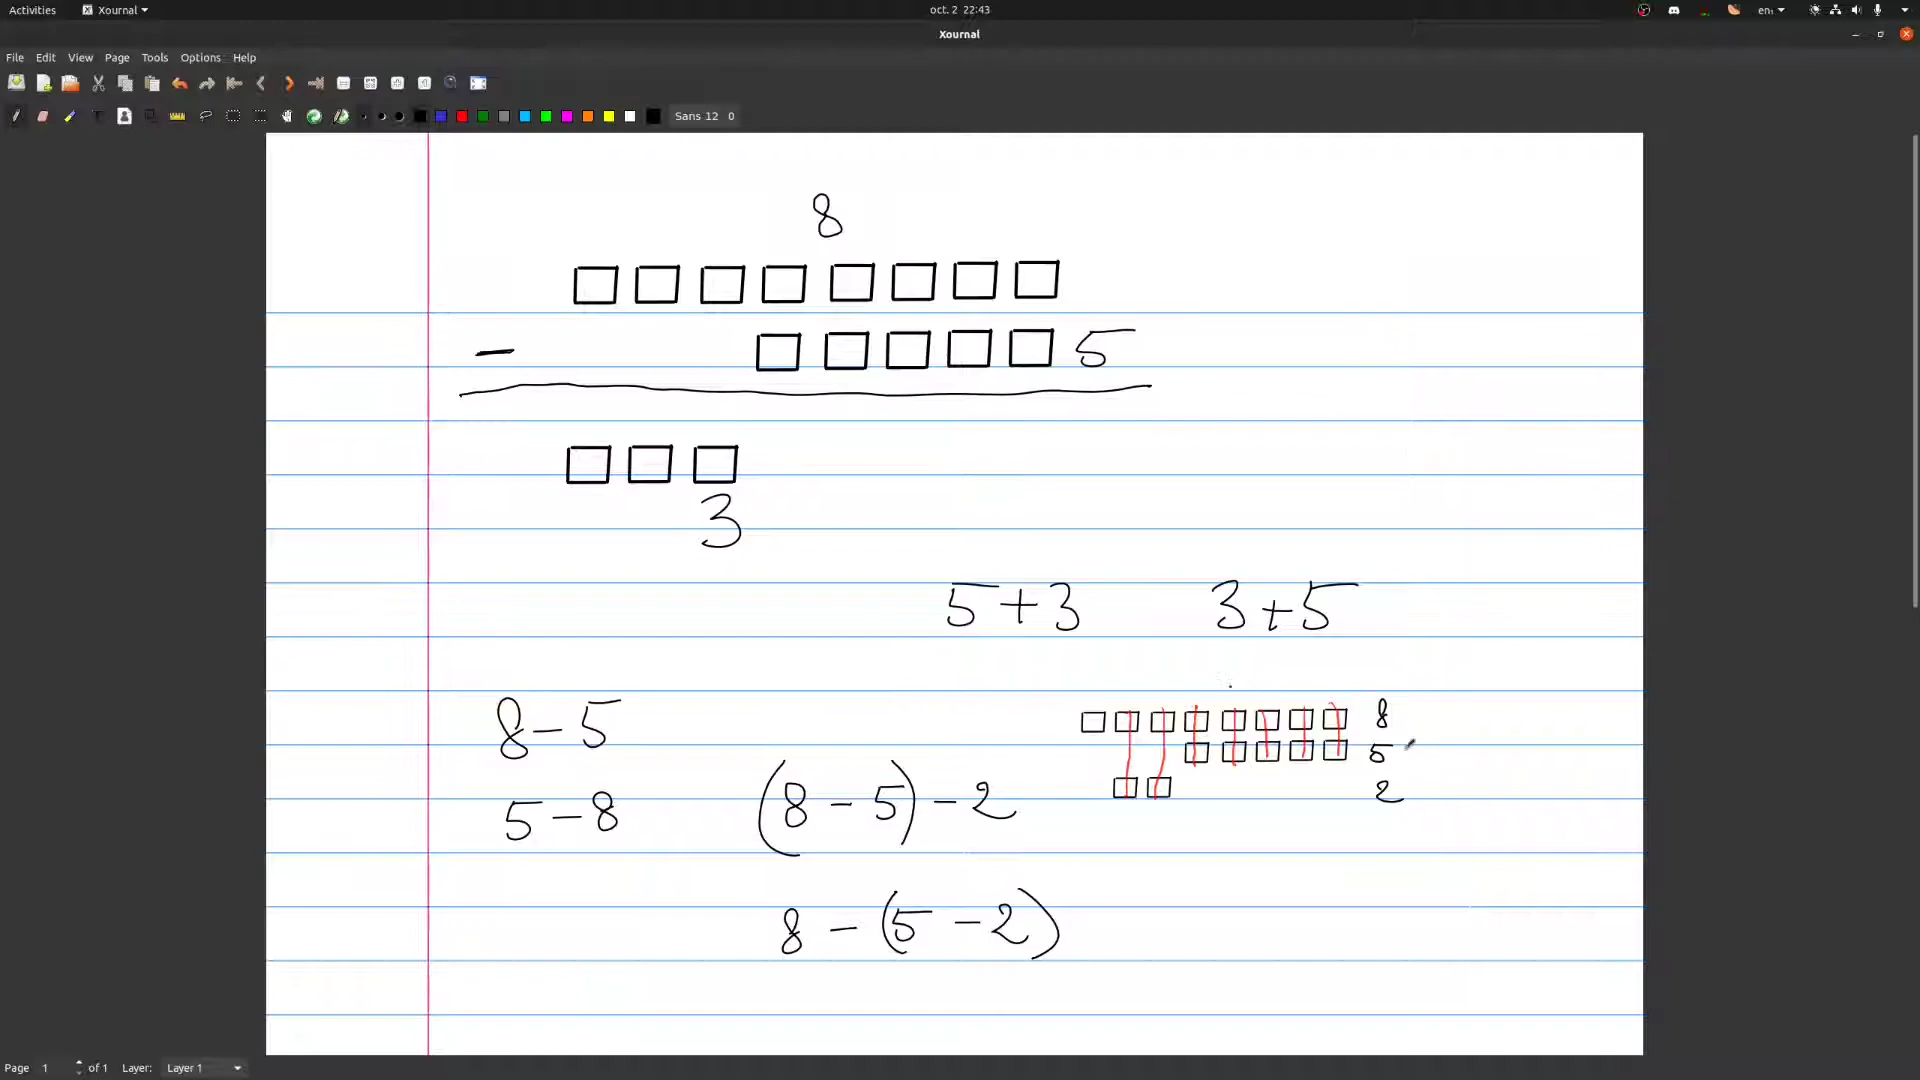 Activities Xournal oct. 2 22:43 en₁
Xournal
File Edit View Page Tools Options Help
Sans 12 0
8
− 5
3
5+3 3+5
8−5
8
5
2
5−8
(8−5)−2
8−(5−2)
Page 1 of 1 Layer: Layer 1